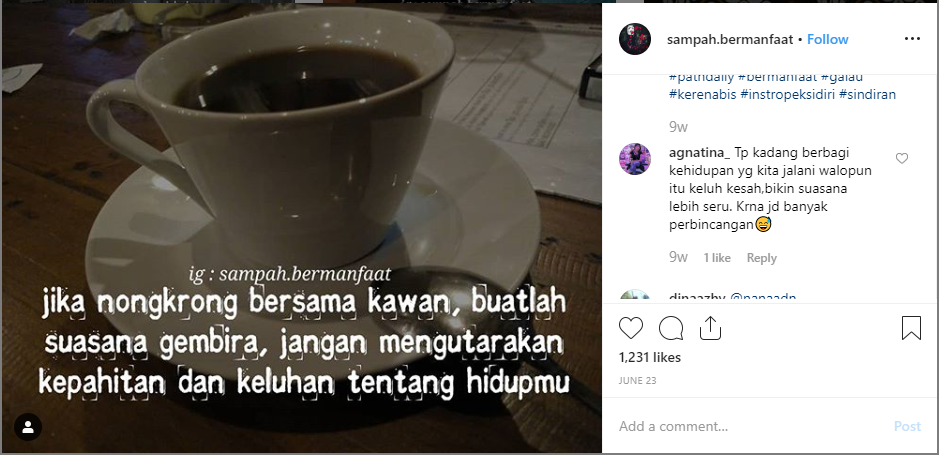 ig : sampah.bermanfaat
jika nongkrong bersama kawan, buatlah
suasana gembira, jangan mengutarakan
kepahitan dan keluhan tentang hidupmu
sampah.bermanfaat • Follow
#pathdaily #bermanfaat #galau
#kerenabis #instropeksidiri #sindiran
9w
agnatina_ Tp kadang berbagi
kehidupan yg kita jalani walopun
itu keluh kesah,bikin suasana
lebih seru. Krna jd banyak
perbincangan😅
9w 1 like Reply
dinaazhy @nanaadn
1,231 likes
JUNE 23
Add a comment... Post